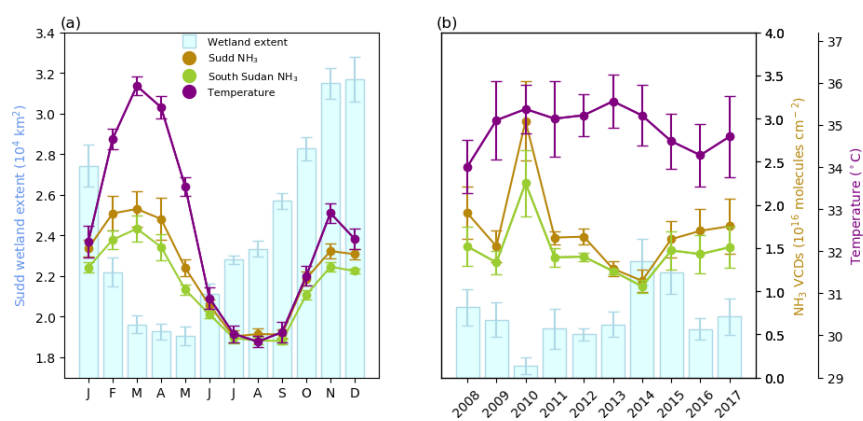 (a)
(b)
3.4
3.2
3.0
2.8
2.6
2.4
2.2
2.0
1.8
Sudd wetland extent (10⁴ km²)
Wetland extent
Sudd NH₃
South Sudan NH₃
Temperature
J F M A M J J A S O N D
4.0
3.5
3.0
2.5
2.0
1.5
1.0
0.5
0.0
NH₃ VCDs (10¹⁶ molecules cm⁻²)
37
36
35
34
33
32
31
30
29
Temperature (°C)
2008 2009 2010 2011 2012 2013 2014 2015 2016 2017